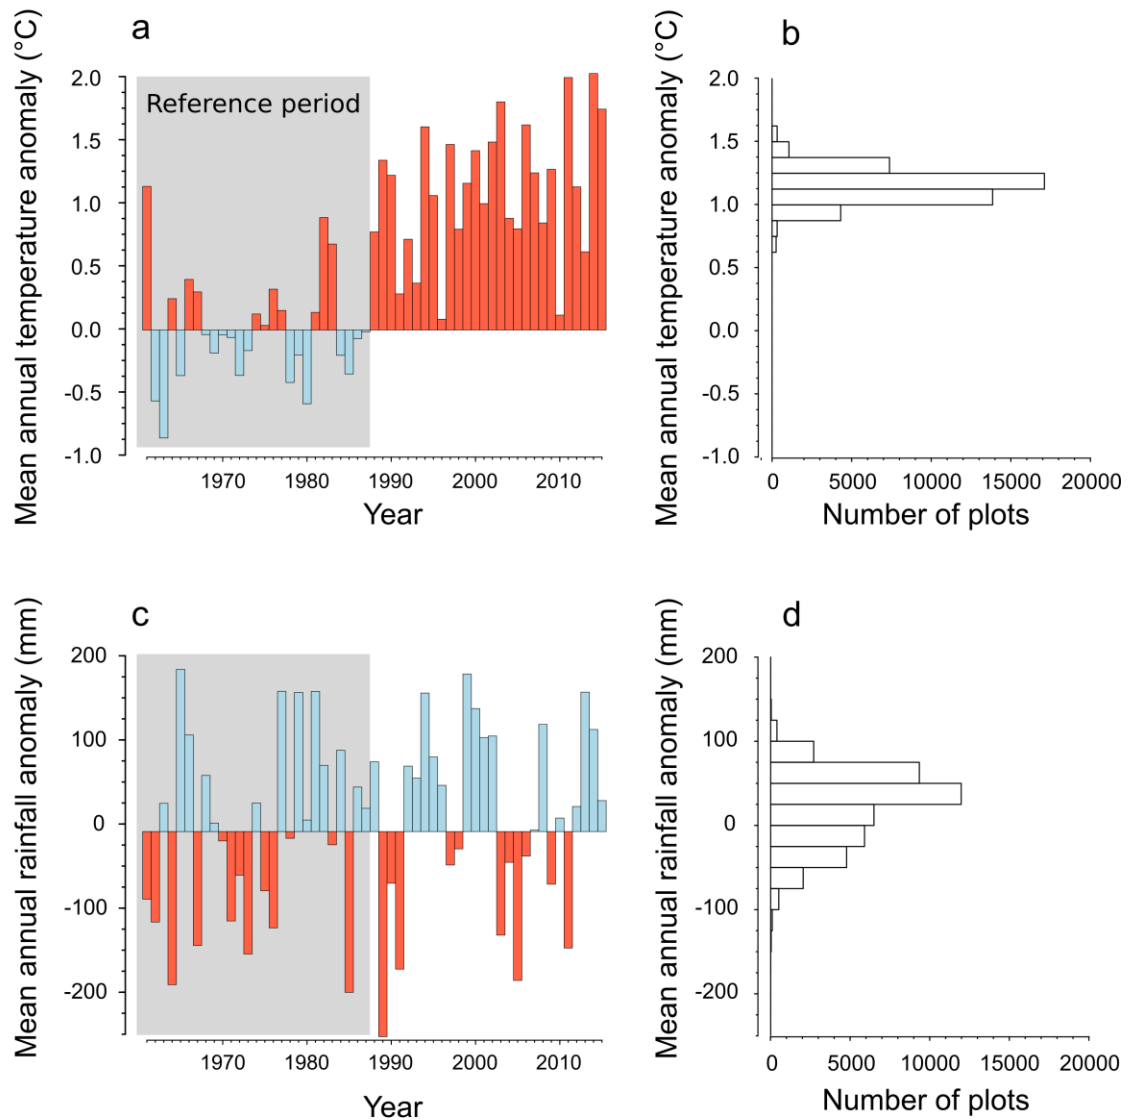 a
Mean annual temperature anomaly (°C)
2.0
1.5
1.0
0.5
0.0
-0.5
-1.0
Reference period
1970 1980 1990 2000 2010
Year
b
Mean annual temperature anomaly (°C)
2.0
1.5
1.0
0.5
0.0
-0.5
-1.0
0 5000 10000 15000 20000
Number of plots
c
Mean annual rainfall anomaly (mm)
200
100
0
-100
-200
1970 1980 1990 2000 2010
Year
d
Mean annual rainfall anomaly (mm)
200
100
0
-100
-200
0 5000 10000 15000 20000
Number of plots